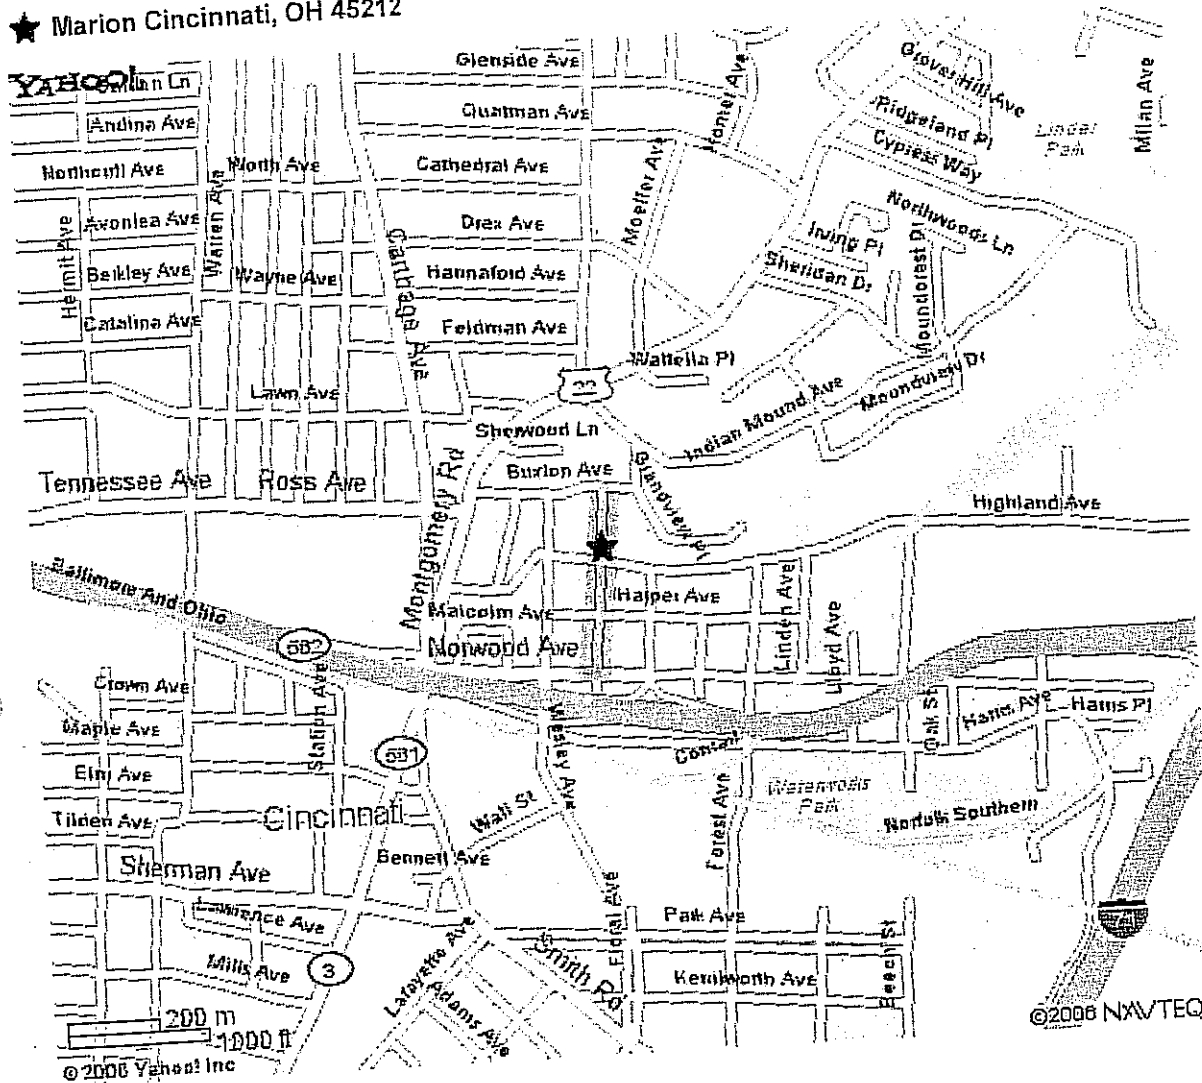 ★ Marion Cincinnati, OH 45212
YAHOO!
Glenside Ave
Grover Hill Ave
Andina Ave
Quatman Ave
Ridgeland Pl
Linder Park
Milan Ave
Worth Ave
Cathedral Ave
Moeller Ave
Cypress Way
Avonlea Ave
Walten Ave
Drex Ave
Northwoods Ln
Irving Pl
Hermit Ave
Berkley Ave
Wayne Ave
Carthage Ave
Hannaford Ave
Sheridan Dr
Moundcrest Dr
Catalina Ave
Feldman Ave
Wattella Pl
22
Lawn Ave
Indian Mound Ave
Moundview Dr
Sherwood Ln
Tennessee Ave
Ross Ave
Montgomery Rd
Buxton Ave
Grandview
Highland Ave
Baltimore And Ohio
Malcolm Ave
Harper Ave
Linden Ave
Lloyd Ave
562
Norwood Ave
Crown Ave
Station Ave
Oak St
Harris Ave
Harris Pl
Maple Ave
561
Wesley Ave
Elm Ave
Forest Ave
Waterworks Park
Tilden Ave
Cincinnati
Wall St
Norfolk Southern
Sherman Ave
Bennett Ave
Lawrence Ave
Floral Ave
Park Ave
Beech St
Mills Ave
3
Lafayette Ave
Smith Rd
Kenilworth Ave
Adams Ave
200 m
1000 ft
©2006 NAVTEQ
©2006 Yahoo! Inc